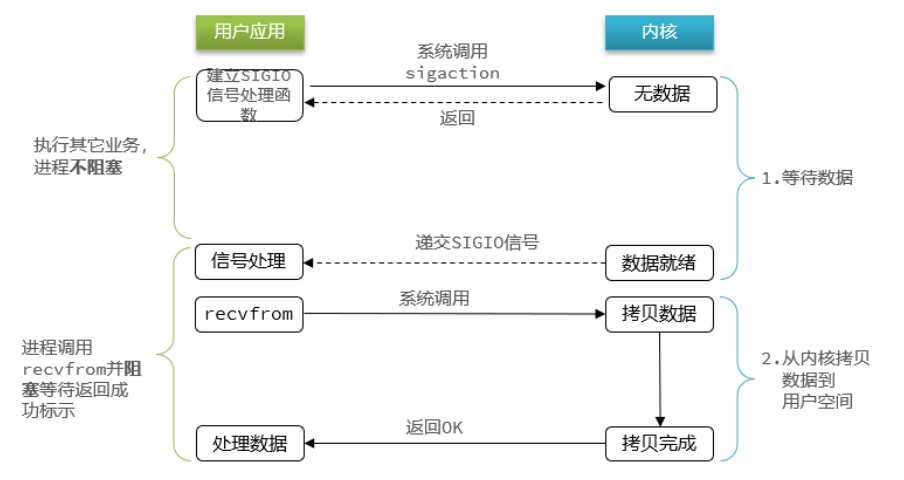 用户应用
内核
系统调用
sigaction
建立SIGIO
信号处理函
数
无数据
返回
执行其它业务,
进程不阻塞
1.等待数据
递交SIGIO信号
信号处理
数据就绪
系统调用
recvfrom
拷贝数据
进程调用
recvfrom并阻
塞等待返回成
功标示
2.从内核拷贝
数据到
用户空间
返回OK
处理数据
拷贝完成